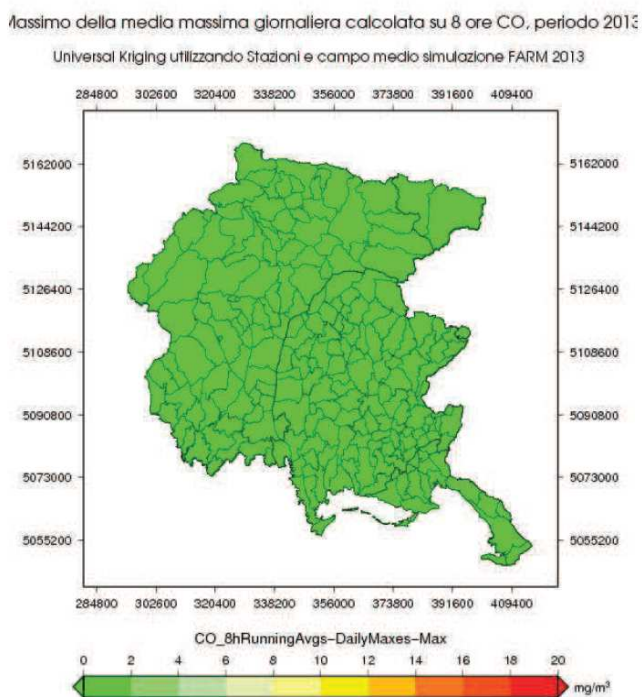 Massimo della media massima giornaliera calcolata su 8 ore CO, periodo 2013
Universal Kriging utilizzando Stazioni e campo medio simulazione FARM 2013
284800 302600 320400 338200 356000 373800 391600 409400
5162000 5162000
5144200 5144200
5126400 5126400
5108600 5108600
5090800 5090800
5073000 5073000
5055200 5055200
284800 302600 320400 338200 356000 373800 391600 409400
CO_8hRunningAvgs-DailyMaxes-Max
0 2 4 6 8 10 12 14 16 18 20
mg/m³